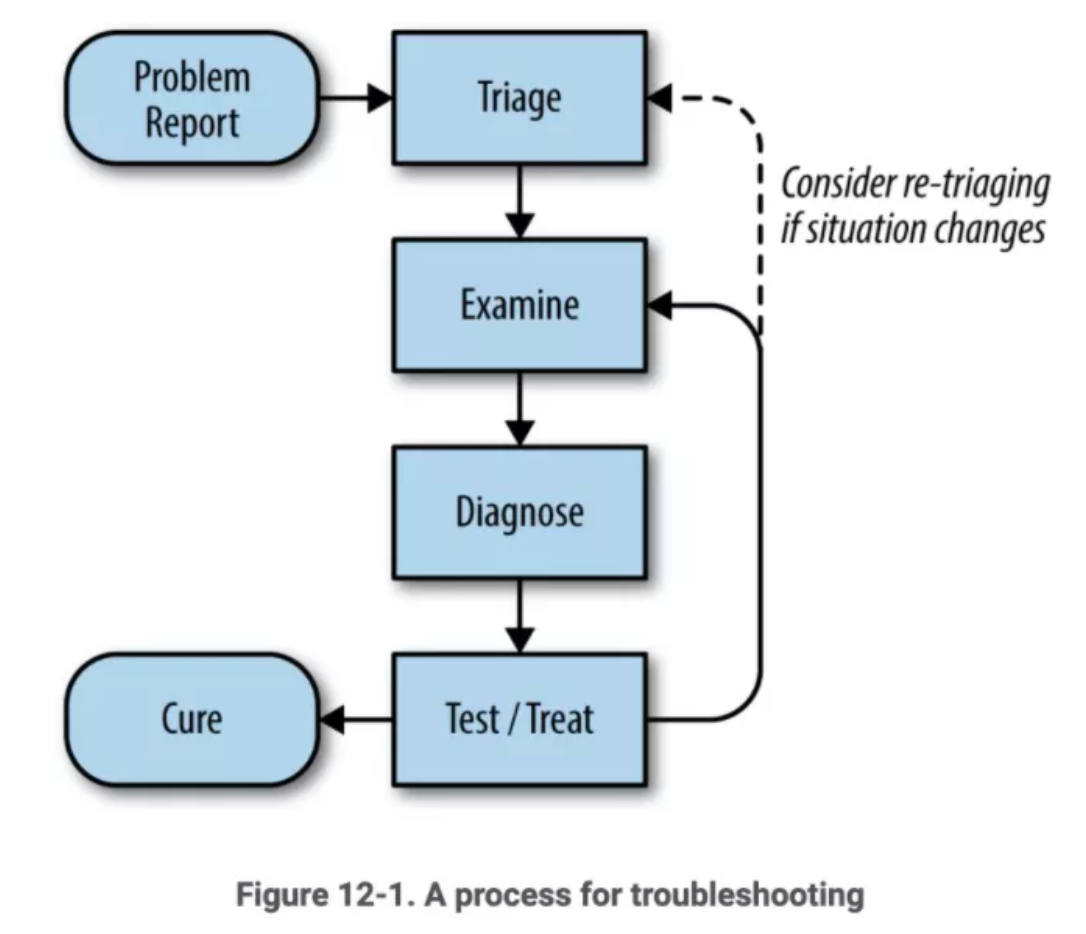 Problem
Report
Triage
Consider re-triaging
if situation changes
Examine
Diagnose
Test / Treat
Cure
Figure 12-1. A process for troubleshooting